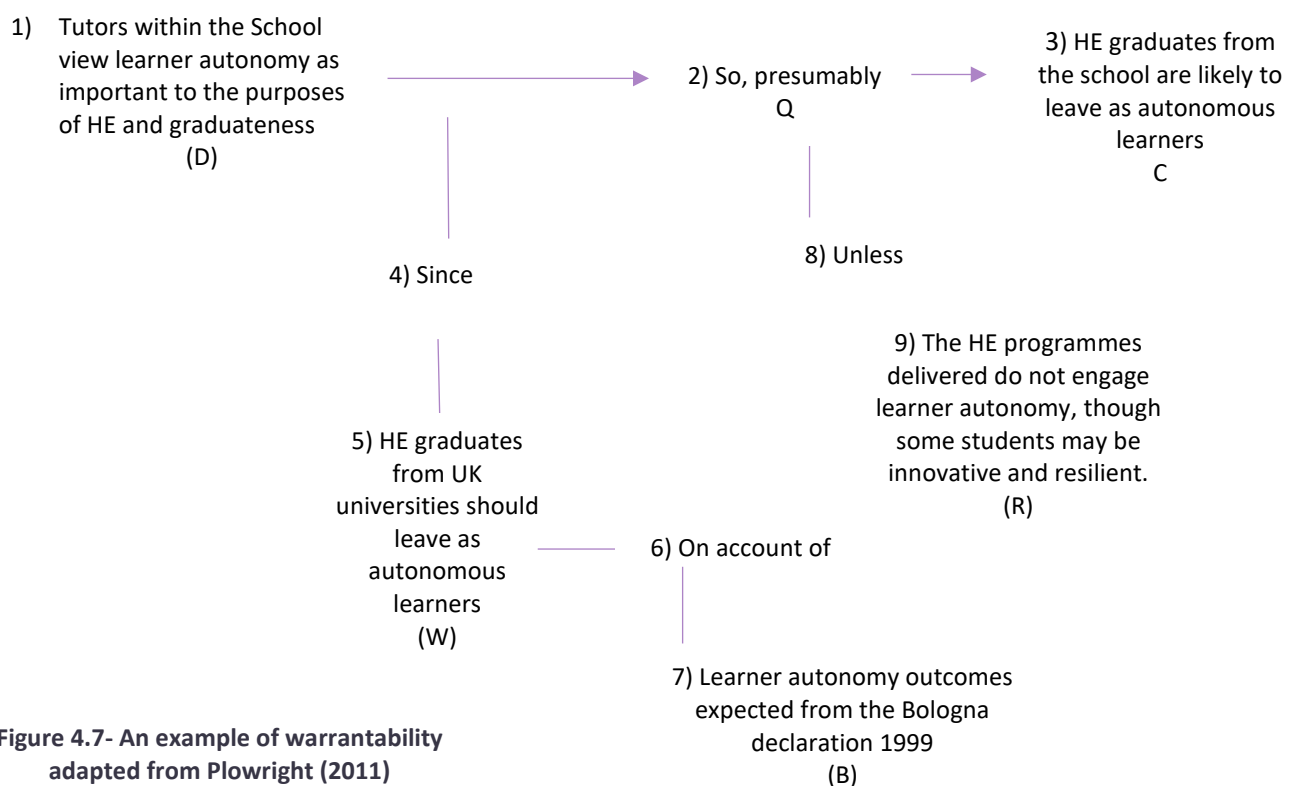 1) Tutors within the School
view learner autonomy as
important to the purposes
of HE and graduateness
(D)
2) So, presumably
Q
3) HE graduates from
the school are likely to
leave as autonomous
learners
C
4) Since
5) HE graduates
from UK
universities should
leave as
autonomous
learners
(W)
6) On account of
7) Learner autonomy outcomes
expected from the Bologna
declaration 1999
(B)
8) Unless
9) The HE programmes
delivered do not engage
learner autonomy, though
some students may be
innovative and resilient.
(R)
Figure 4.7- An example of warrantability
adapted from Plowright (2011)